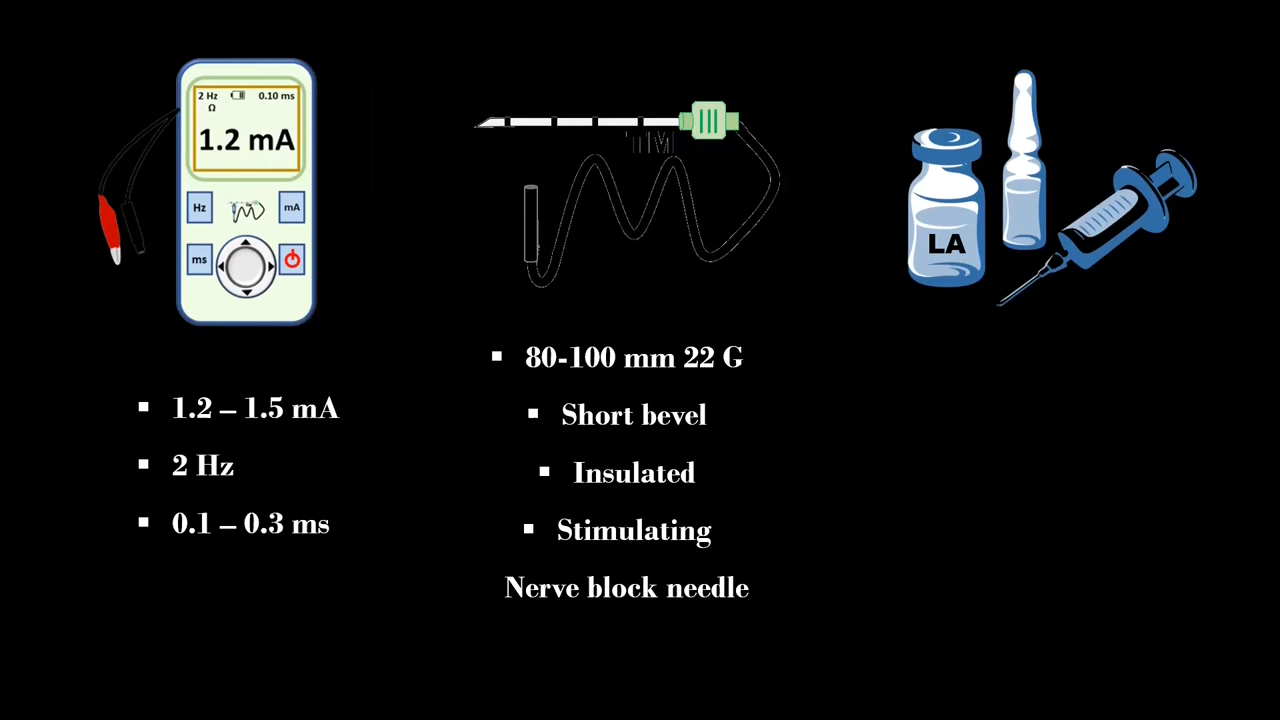 2 Hz 0.10 ms
Ω
1.2 mA
Hz mA
ms
TM
LA
▪ 1.2 – 1.5 mA
▪ 2 Hz
▪ 0.1 – 0.3 ms
▪ 80-100 mm 22 G
▪ Short bevel
▪ Insulated
▪ Stimulating
Nerve block needle